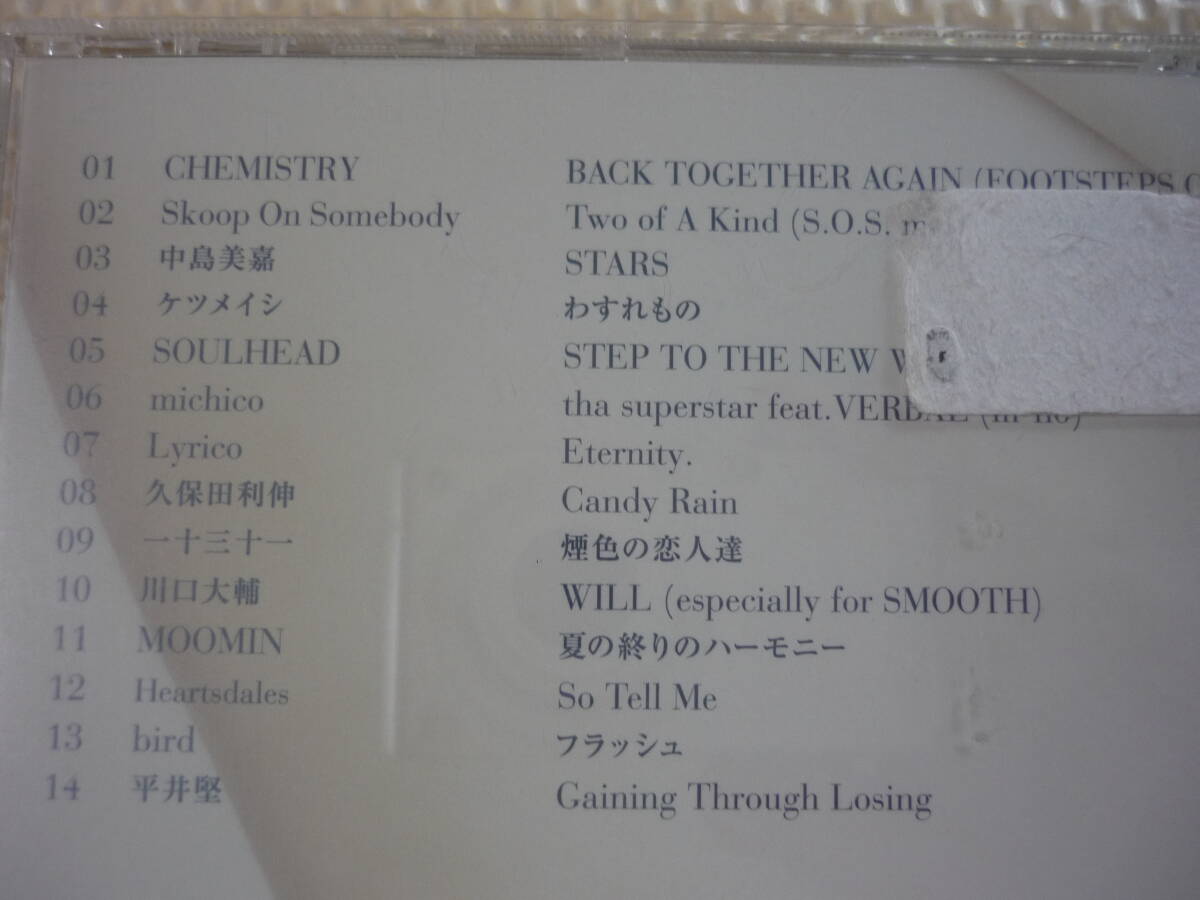 01 CHEMISTRY BACK TOGETHER AGAIN (FOOTSTEPS
02 Skoop On Somebody Two of A Kind (S.O.S.
03 中島美嘉 STARS
04 ケツメイシ わすれもの
05 SOULHEAD STEP TO THE NEW
06 michico tha superstar feat.VERBAL (m-flo)
07 Lyrico Eternity.
08 久保田利伸 Candy Rain
09 一十三十一 煙色の恋人達
10 川口大輔 WILL (especially for SMOOTH)
11 MOOMIN 夏の終りのハーモニー
12 Heartsdales So Tell Me
13 bird フラッシュ
14 平井堅 Gaining Through Losing